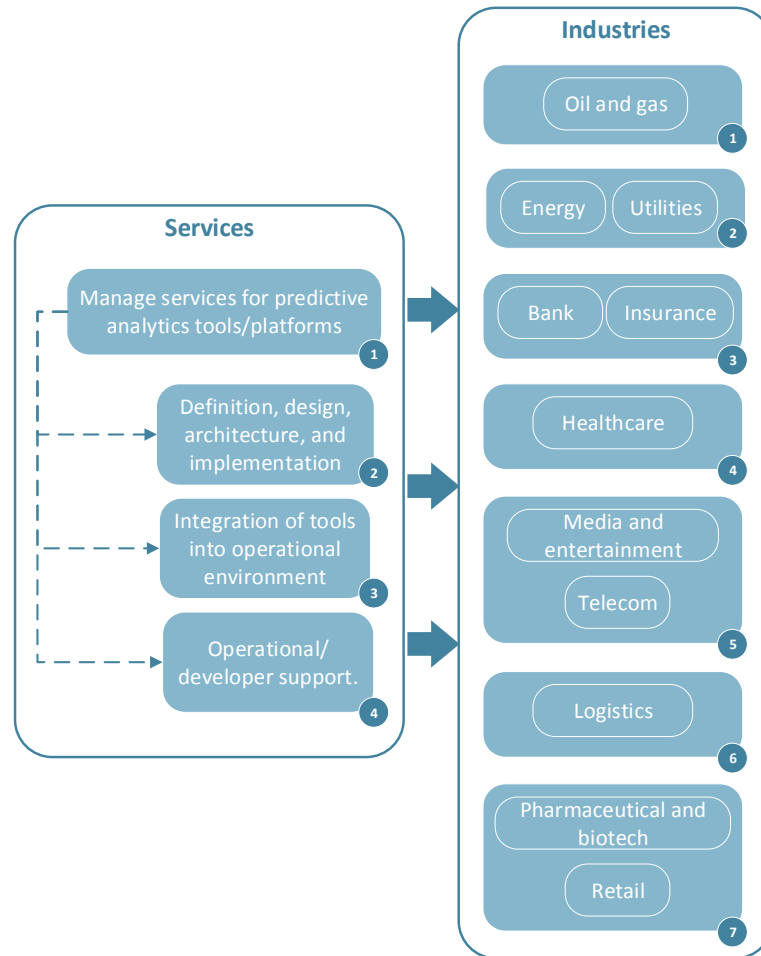 Services
Manage services for predictive
analytics tools/platforms
1
Definition, design,
architecture, and
implementation
2
Integration of tools
into operational
environment
3
Operational/
developer support.
4
Industries
Oil and gas
1
Energy
Utilities
2
Bank
Insurance
3
Healthcare
4
Media and
entertainment
Telecom
5
Logistics
6
Pharmaceutical and
biotech
Retail
7